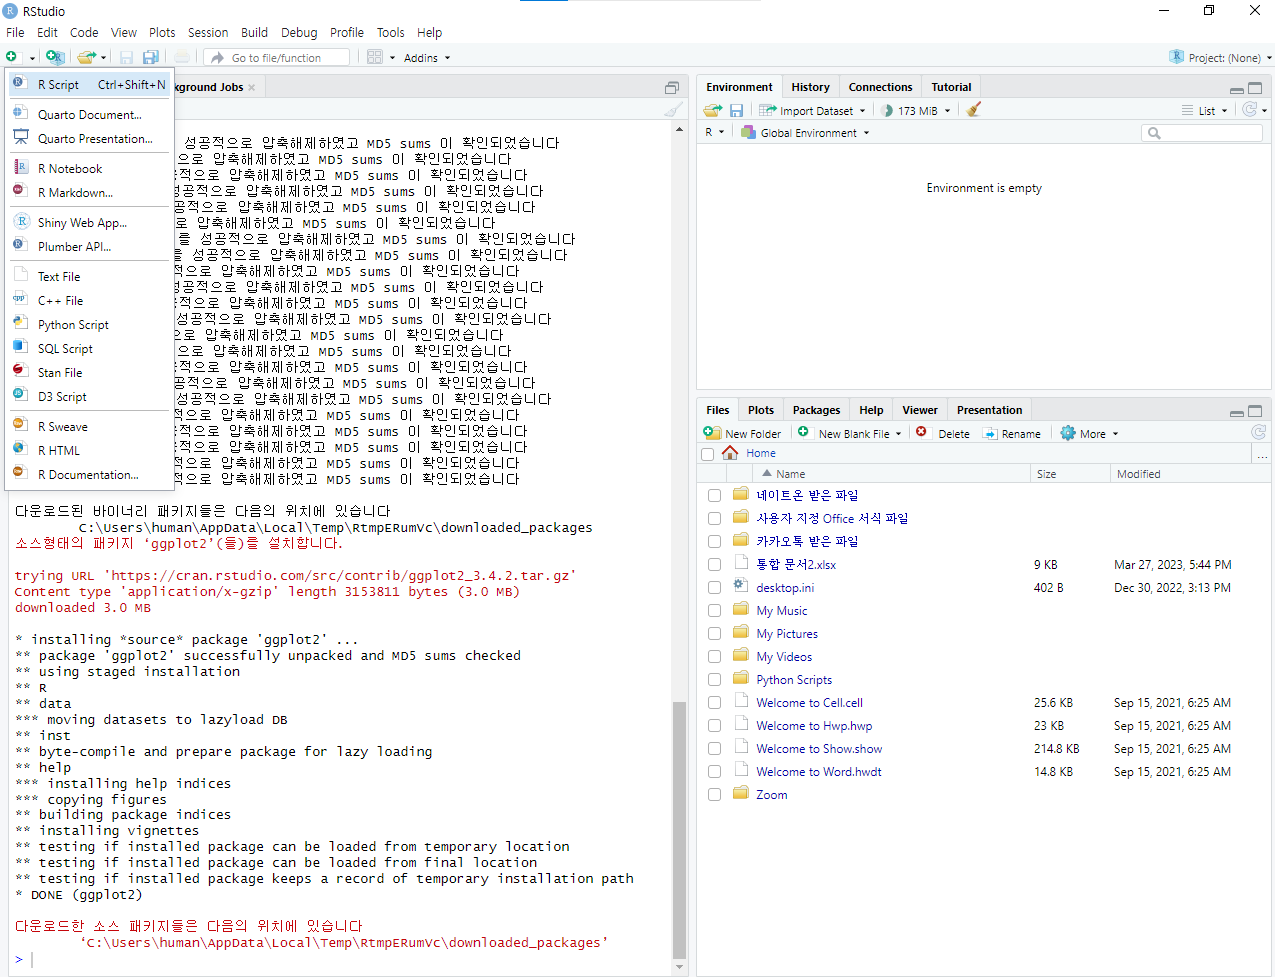 RStudio
File Edit Code View Plots Session Build Debug Profile Tools Help
Go to file/function Addins Project: (None)
R Script Ctrl+Shift+N
Quarto Document...
Quarto Presentation...
R Notebook
R Markdown...
Shiny Web App...
Plumber API...
Text File
C++ File
Python Script
SQL Script
Stan File
D3 Script
R Sweave
R HTML
R Documentation...
kground Jobs
성공적으로 압축해제하였고 MD5 sums 이 확인되었습니다
으로 압축해제하였고 MD5 sums 이 확인되었습니다
적으로 압축해제하였고 MD5 sums 이 확인되었습니다
성공적으로 압축해제하였고 MD5 sums 이 확인되었습니다
공적으로 압축해제하였고 MD5 sums 이 확인되었습니다
로 압축해제하였고 MD5 sums 이 확인되었습니다
를 성공적으로 압축해제하였고 MD5 sums 이 확인되었습니다
을 성공적으로 압축해제하였고 MD5 sums 이 확인되었습니다
적으로 압축해제하였고 MD5 sums 이 확인되었습니다
성공적으로 압축해제하였고 MD5 sums 이 확인되었습니다
공적으로 압축해제하였고 MD5 sums 이 확인되었습니다
성공적으로 압축해제하였고 MD5 sums 이 확인되었습니다
으로 압축해제하였고 MD5 sums 이 확인되었습니다
으로 압축해제하였고 MD5 sums 이 확인되었습니다
적으로 압축해제하였고 MD5 sums 이 확인되었습니다
공적으로 압축해제하였고 MD5 sums 이 확인되었습니다
성공적으로 압축해제하였고 MD5 sums 이 확인되었습니다
적으로 압축해제하였고 MD5 sums 이 확인되었습니다
공적으로 압축해제하였고 MD5 sums 이 확인되었습니다
공적으로 압축해제하였고 MD5 sums 이 확인되었습니다
적으로 압축해제하였고 MD5 sums 이 확인되었습니다
적으로 압축해제하였고 MD5 sums 이 확인되었습니다
다운로드된 바이너리 패키지들은 다음의 위치에 있습니다
C:\Users\human\AppData\Local\Temp\RtmpERumVc\downloaded_packages
소스형태의 패키지 ‘ggplot2’(들)를 설치합니다.
trying URL 'https://cran.rstudio.com/src/contrib/ggplot2_3.4.2.tar.gz'
Content type 'application/x-gzip' length 3153811 bytes (3.0 MB)
downloaded 3.0 MB
* installing *source* package 'ggplot2' ...
** package 'ggplot2' successfully unpacked and MD5 sums checked
** using staged installation
** R
** data
*** moving datasets to lazyload DB
** inst
** byte-compile and prepare package for lazy loading
** help
*** installing help indices
*** copying figures
** building package indices
** installing vignettes
** testing if installed package can be loaded from temporary location
** testing if installed package can be loaded from final location
** testing if installed package keeps a record of temporary installation path
* DONE (ggplot2)
다운로드한 소스 패키지들은 다음의 위치에 있습니다
‘C:\Users\human\AppData\Local\Temp\RtmpERumVc\downloaded_packages’
>
Environment History Connections Tutorial
Import Dataset 173 MiB List
R Global Environment
Environment is empty
Files Plots Packages Help Viewer Presentation
New Folder New Blank File Delete Rename More
Home ...
Name Size Modified
네이트온 받은 파일
사용자 지정 Office 서식 파일
카카오톡 받은 파일
통합 문서2.xlsx 9 KB Mar 27, 2023, 5:44 PM
desktop.ini 402 B Dec 30, 2022, 3:13 PM
My Music
My Pictures
My Videos
Python Scripts
Welcome to Cell.cell 25.6 KB Sep 15, 2021, 6:25 AM
Welcome to Hwp.hwp 23 KB Sep 15, 2021, 6:25 AM
Welcome to Show.show 214.8 KB Sep 15, 2021, 6:25 AM
Welcome to Word.hwdt 14.8 KB Sep 15, 2021, 6:25 AM
Zoom